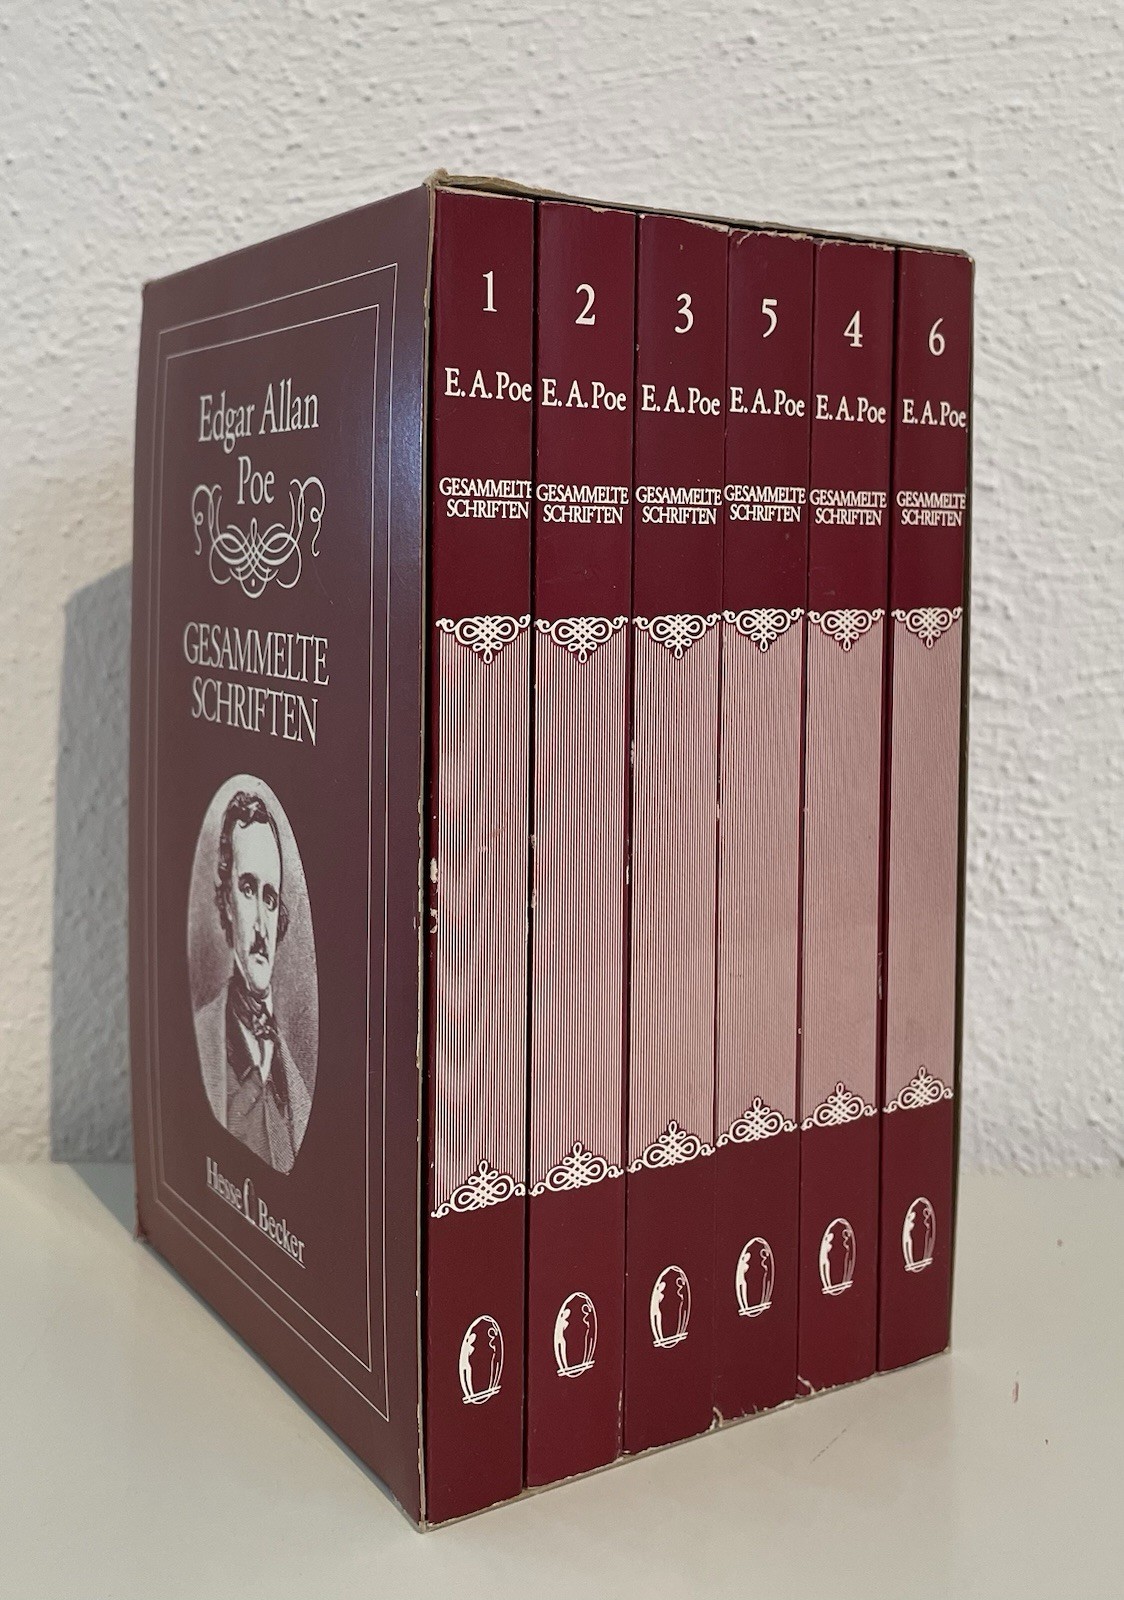 Edgar Allan
Poe
GESAMMELTE
SCHRIFTEN
Hesse & Becker
1
E. A. Poe
GESAMMELTE
SCHRIFTEN
2
E. A. Poe
GESAMMELTE
SCHRIFTEN
3
E. A. Poe
GESAMMELTE
SCHRIFTEN
5
E. A. Poe
GESAMMELTE
SCHRIFTEN
4
E. A. Poe
GESAMMELTE
SCHRIFTEN
6
E. A. Poe
GESAMMELTE
SCHRIFTEN